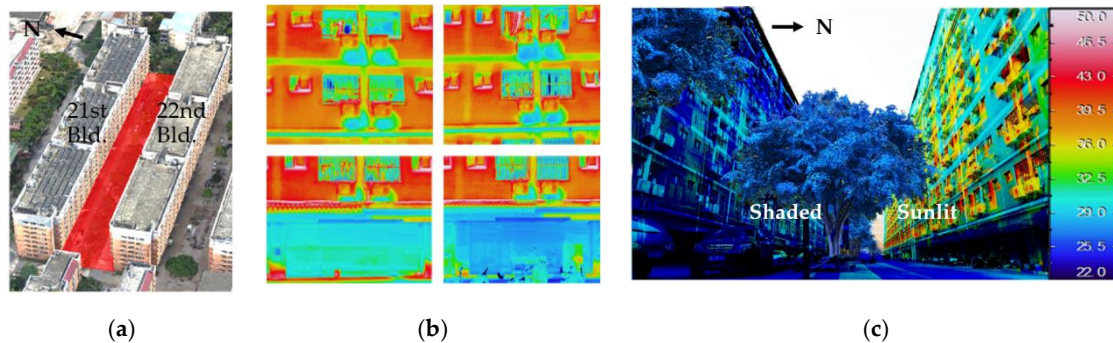 N
21st
Bld.
22nd
Bld.
N
Shaded
Sunlit
50.0
46.5
43.0
39.5
36.0
32.5
29.0
25.5
22.0
(a)
(b)
(c)